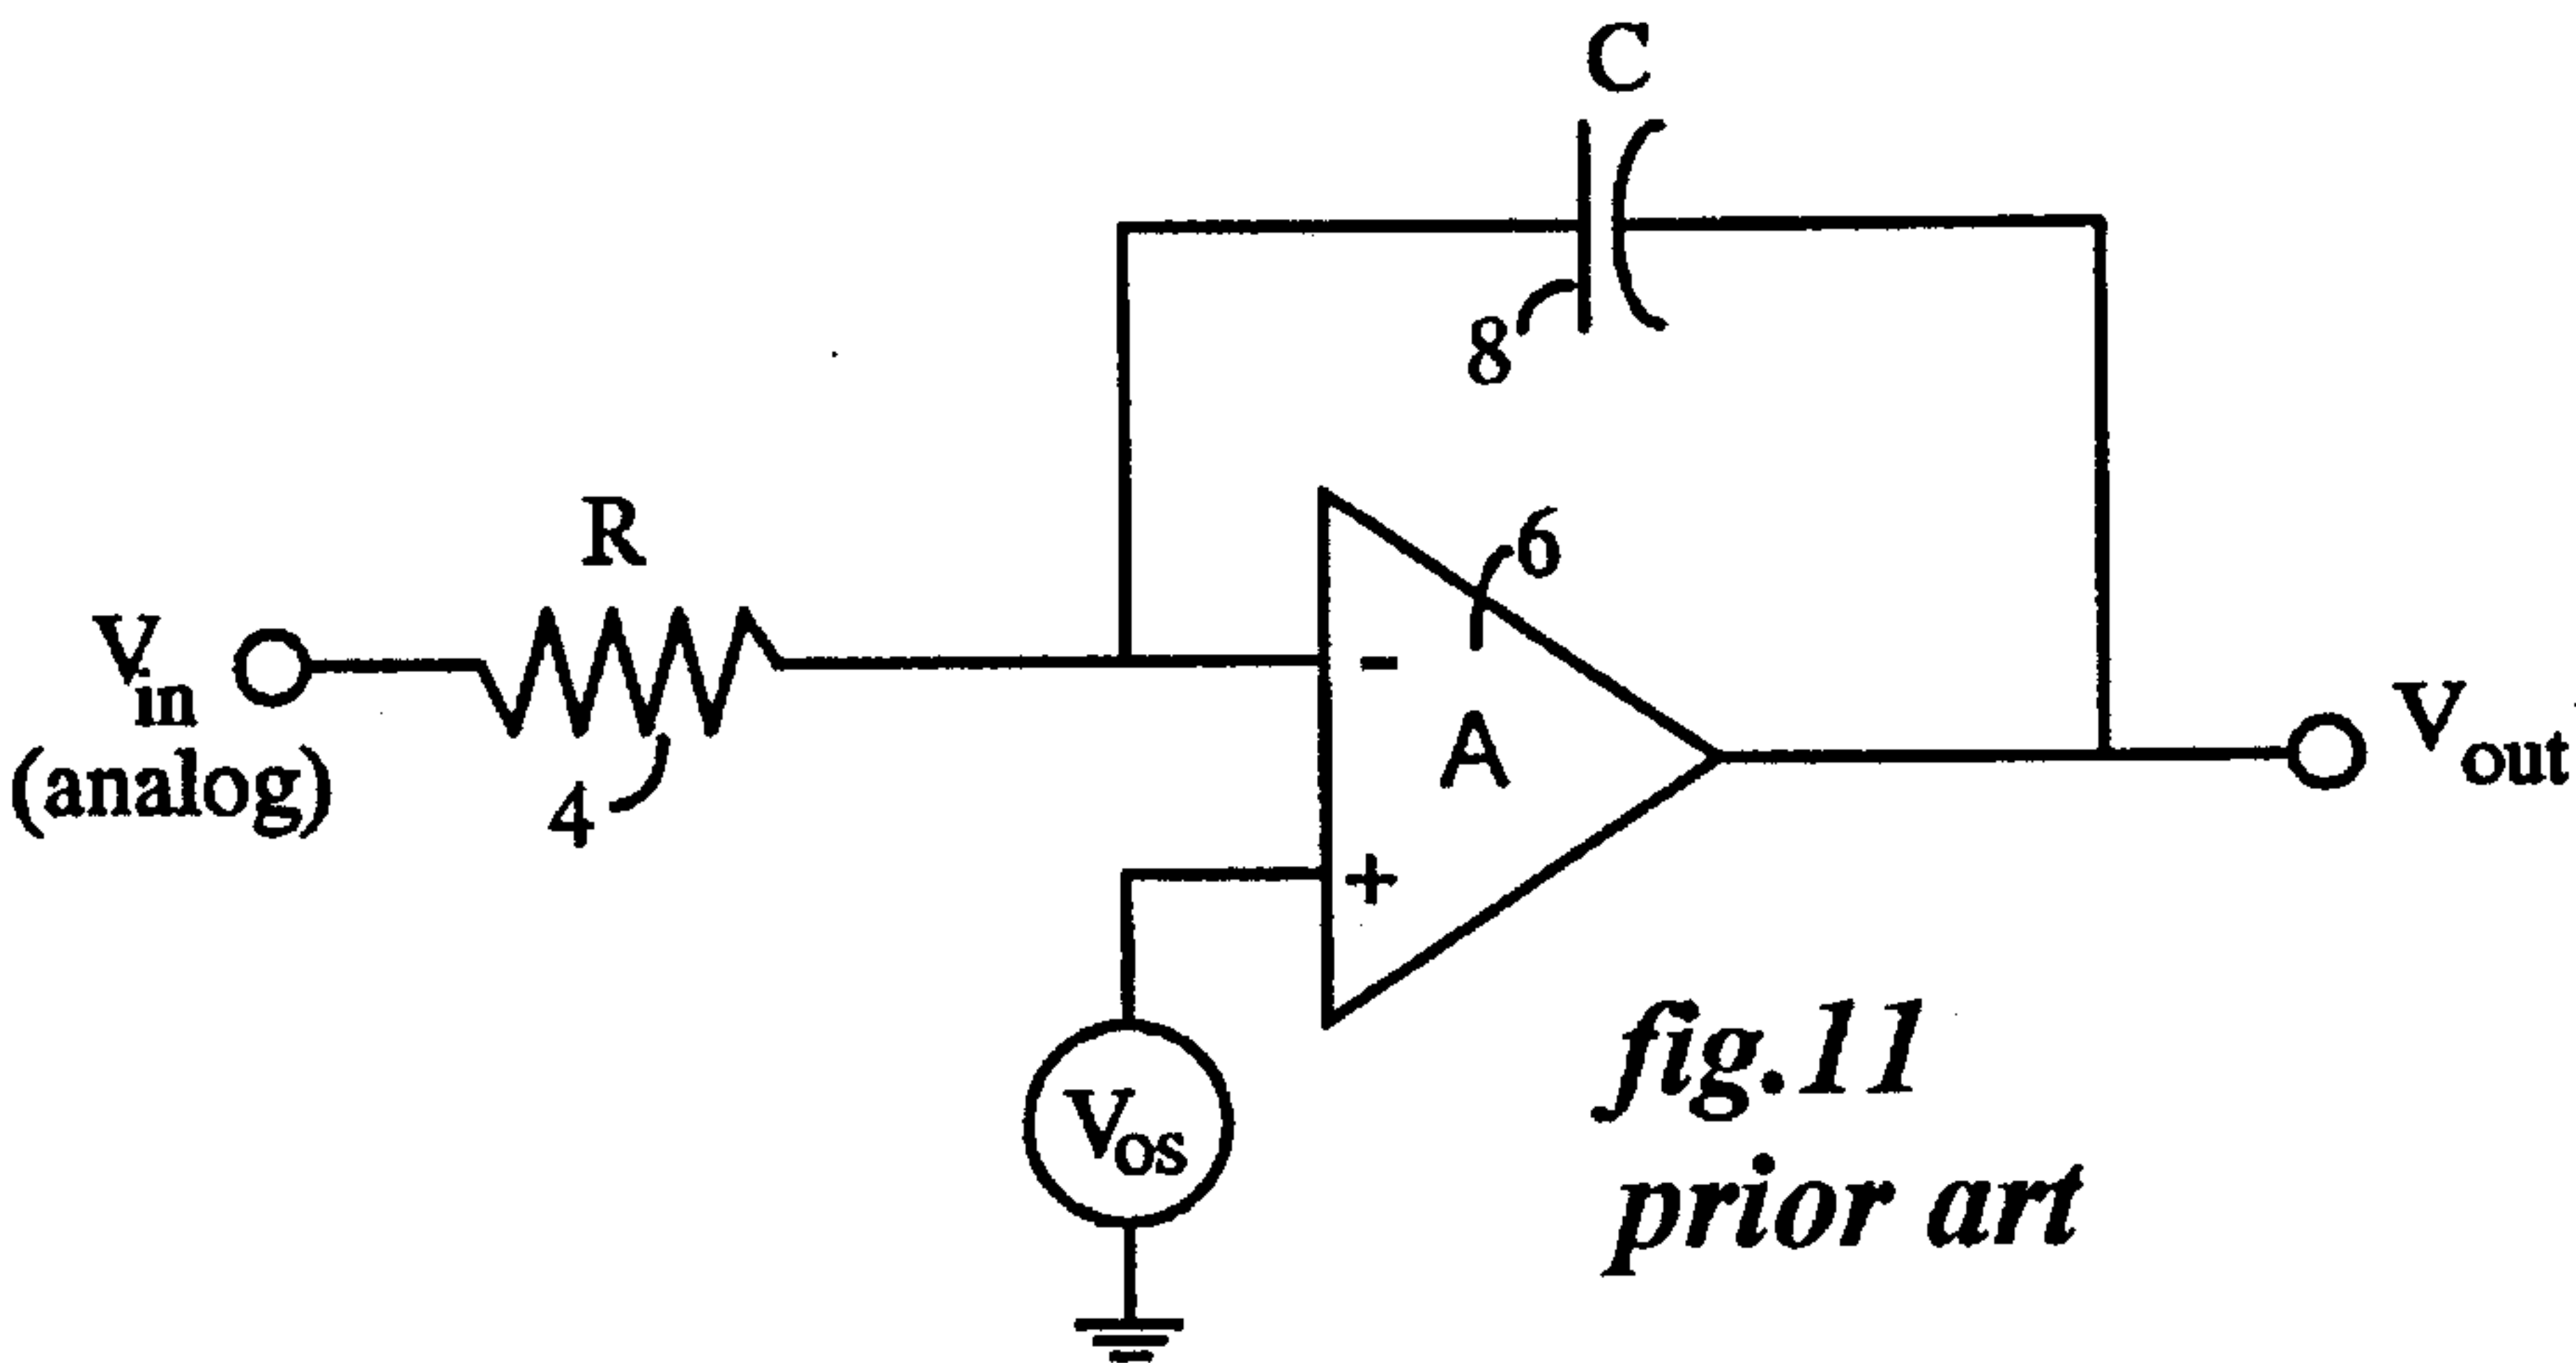 C
8
R
6
V_in
(analog)
4
-
A
+
V_out
V_os
fig.11
prior art